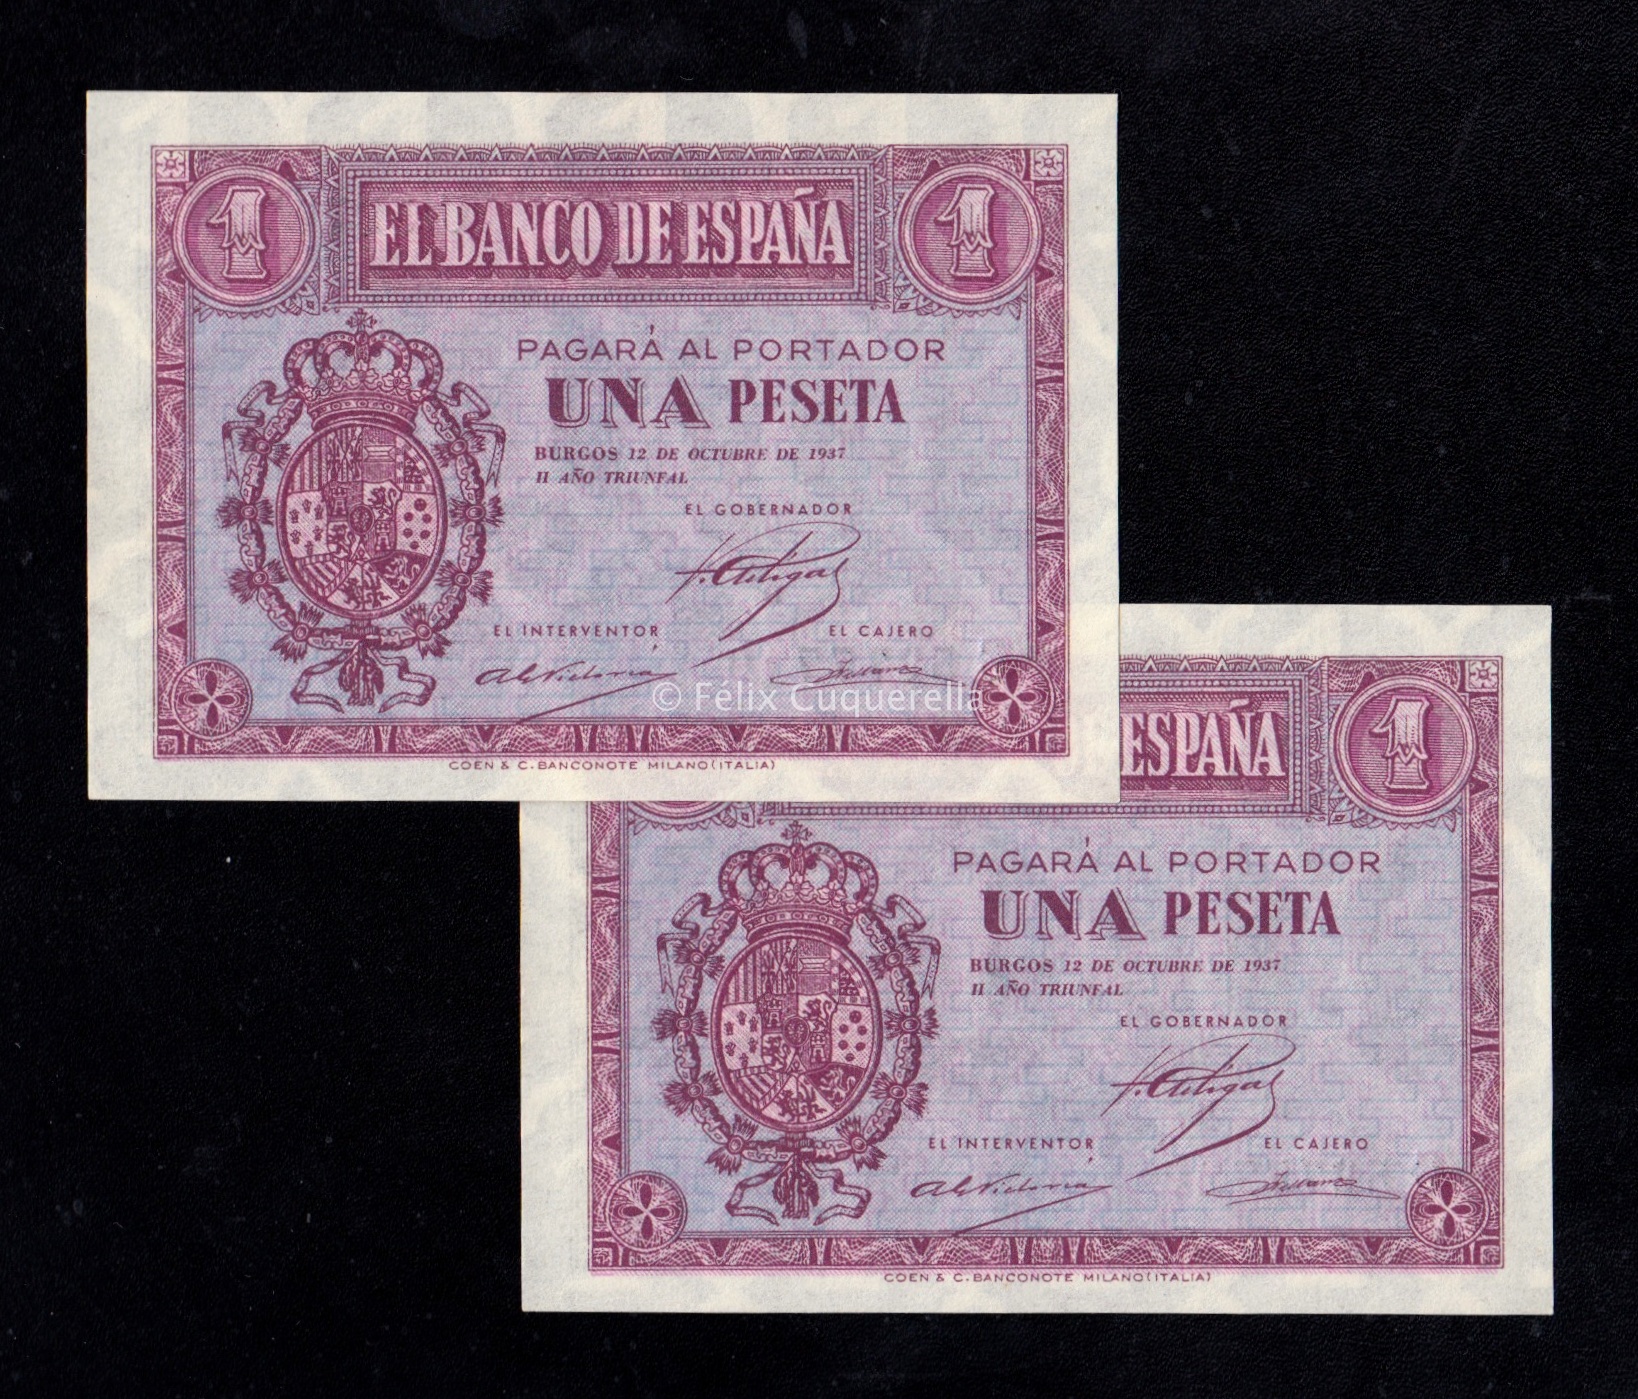 1 EL BANCO DE ESPAÑA 1
PAGARÁ AL PORTADOR
UNA PESETA
BURGOS 12 DE OCTUBRE DE 1937
II AÑO TRIUNFAL
EL GOBERNADOR
EL INTERVENTOR
EL CAJERO
© Félix Cuquerella
COEN & C. BANCONOTE MILANO (ITALIA)
ESPAÑA 1
PAGARÁ AL PORTADOR
UNA PESETA
BURGOS 12 DE OCTUBRE DE 1937
II AÑO TRIUNFAL
EL GOBERNADOR
EL INTERVENTOR
EL CAJERO
COEN & C. BANCONOTE MILANO (ITALIA)